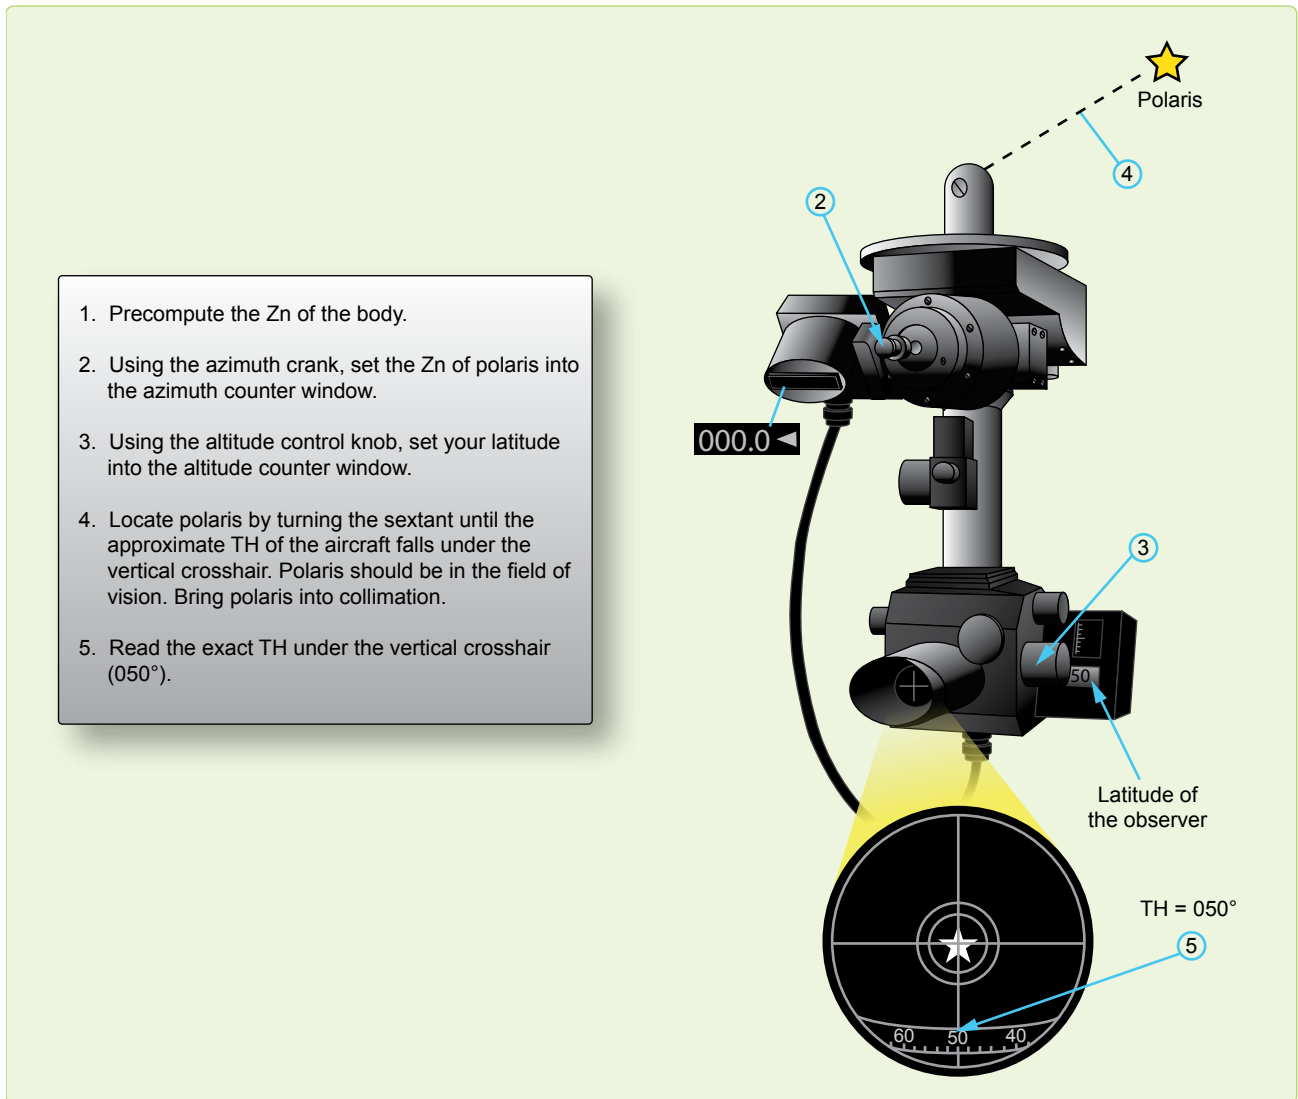 Polaris
4
2
1. Precompute the Zn of the body.
2. Using the azimuth crank, set the Zn of polaris into
the azimuth counter window.
3. Using the altitude control knob, set your latitude
into the altitude counter window.
4. Locate polaris by turning the sextant until the
approximate TH of the aircraft falls under the
vertical crosshair. Polaris should be in the field of
vision. Bring polaris into collimation.
5. Read the exact TH under the vertical crosshair
(050°).
000.0
3
50
Latitude of
the observer
TH = 050°
5
60 50 40